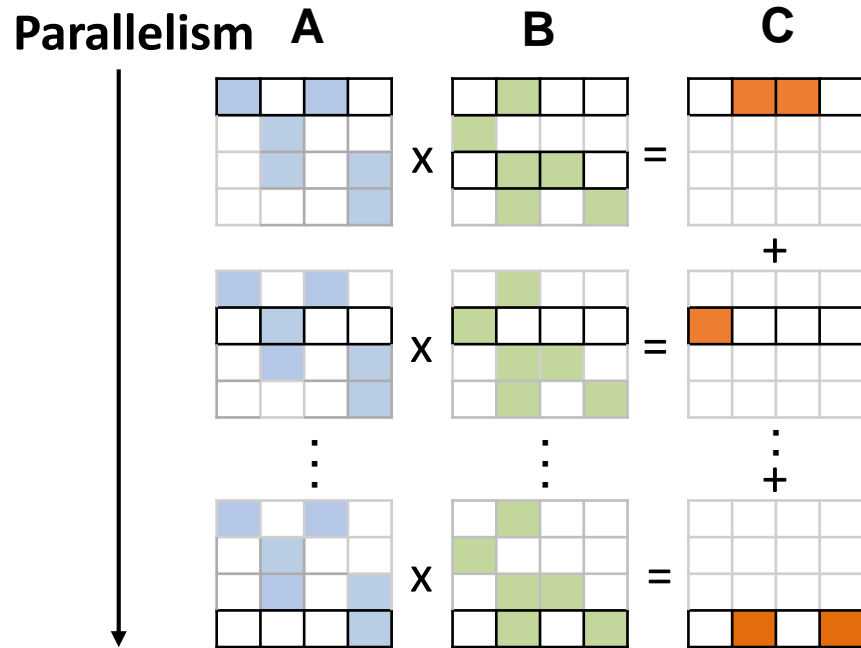 Parallelism A B C
x =
+
x =
⋮ ⋮ ⋮
+
x =